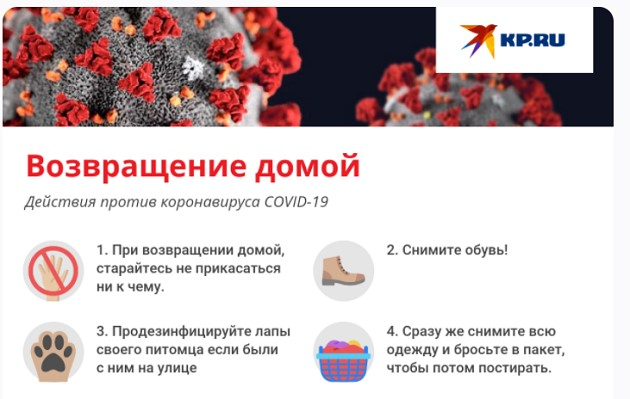 KP.RU
Возвращение домой
Действия против коронавируса COVID-19
1. При возвращении домой,
старайтесь не прикасаться
ни к чему.
2. Снимите обувь!
3. Продезинфицируйте лапы
своего питомца если были
с ним на улице
4. Сразу же снимите всю
одежду и бросьте в пакет,
чтобы потом постирать.